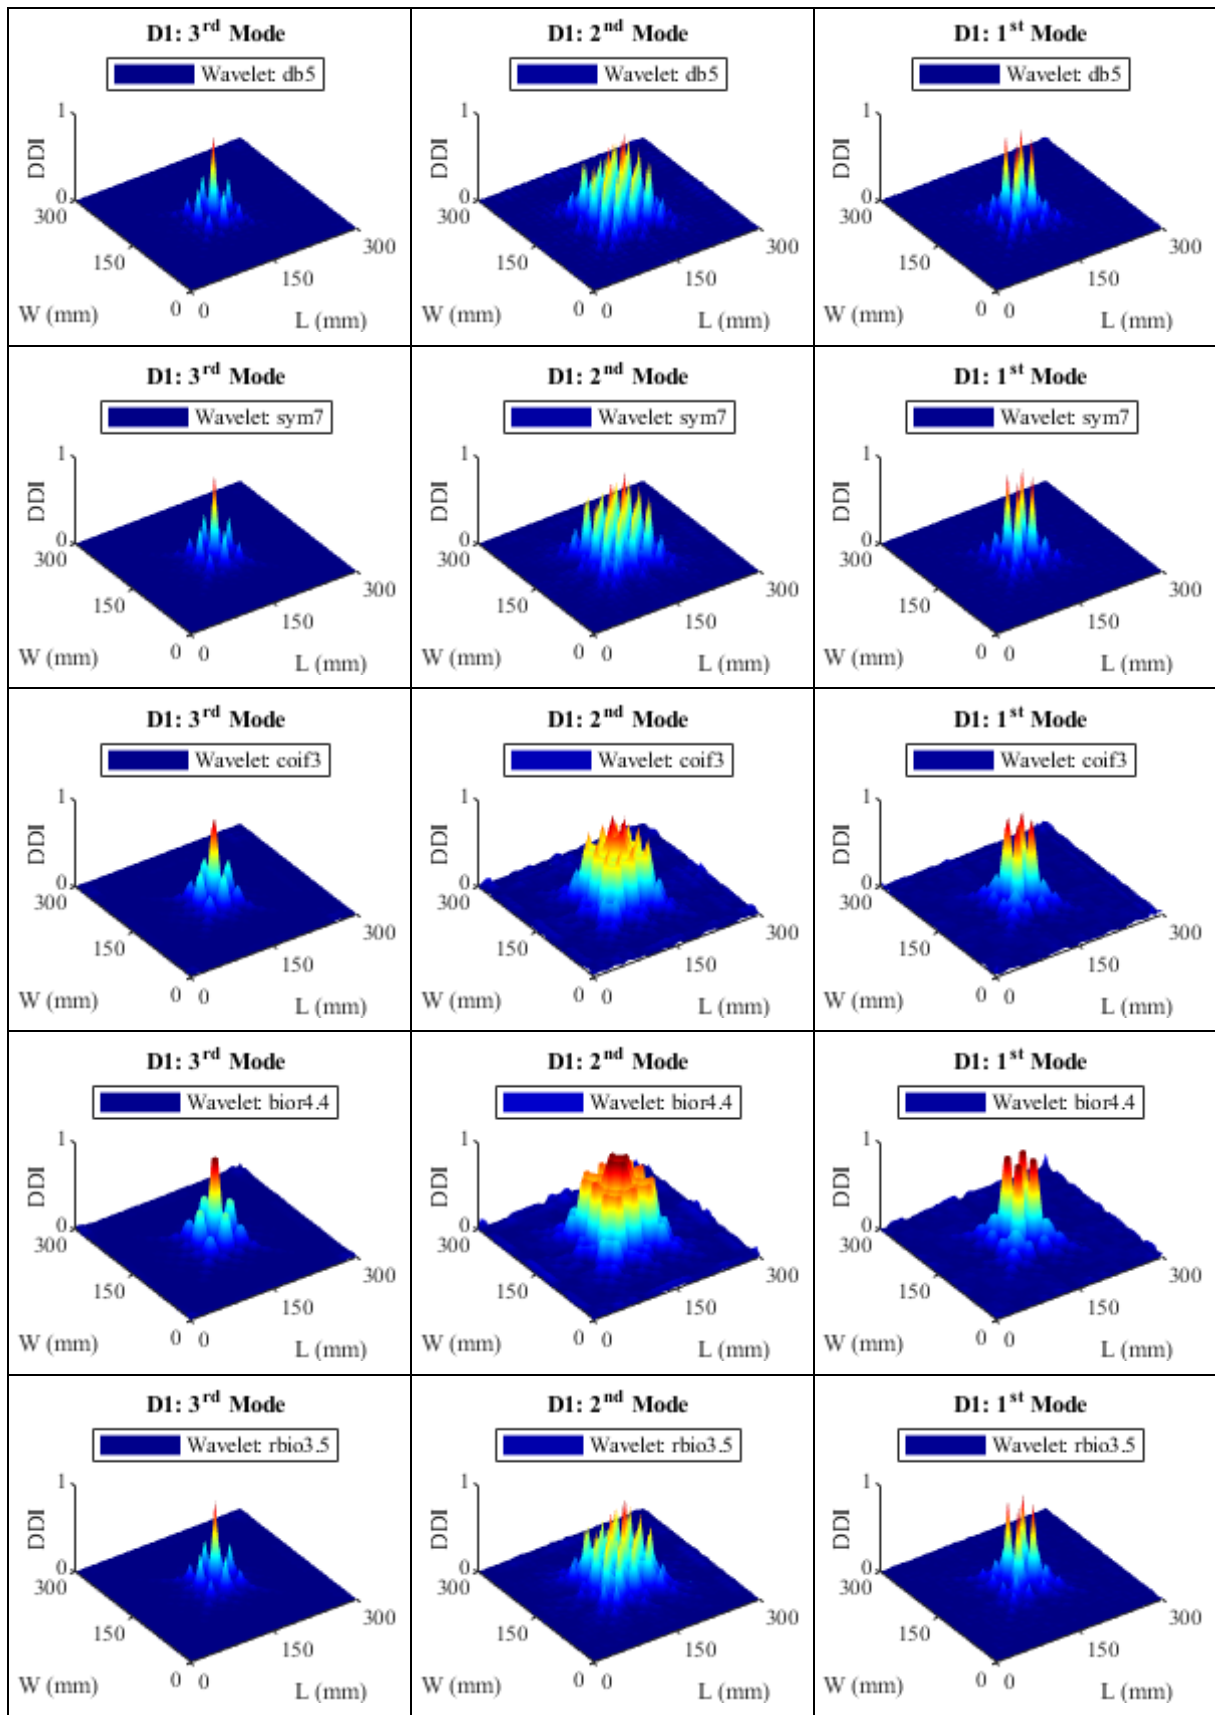 D1: 3rd Mode
Wavelet: db5
1
DDI
0
300
150
W (mm)
0 0
150
300
L (mm)
D1: 2nd Mode
Wavelet: db5
1
DDI
0
300
150
W (mm)
0 0
150
300
L (mm)
D1: 1st Mode
Wavelet: db5
1
DDI
0
300
150
W (mm)
0 0
150
300
L (mm)
D1: 3rd Mode
Wavelet: sym7
1
DDI
0
300
150
W (mm)
0 0
150
300
L (mm)
D1: 2nd Mode
Wavelet: sym7
1
DDI
0
300
150
W (mm)
0 0
150
300
L (mm)
D1: 1st Mode
Wavelet: sym7
1
DDI
0
300
150
W (mm)
0 0
150
300
L (mm)
D1: 3rd Mode
Wavelet: coif3
1
DDI
0
300
150
W (mm)
0 0
150
300
L (mm)
D1: 2nd Mode
Wavelet: coif3
1
DDI
0
300
150
W (mm)
0 0
150
300
L (mm)
D1: 1st Mode
Wavelet: coif3
1
DDI
0
300
150
W (mm)
0 0
150
300
L (mm)
D1: 3rd Mode
Wavelet: bior4.4
1
DDI
0
300
150
W (mm)
0 0
150
300
L (mm)
D1: 2nd Mode
Wavelet: bior4.4
1
DDI
0
300
150
W (mm)
0 0
150
300
L (mm)
D1: 1st Mode
Wavelet: bior4.4
1
DDI
0
300
150
W (mm)
0 0
150
300
L (mm)
D1: 3rd Mode
Wavelet: rbio3.5
1
DDI
0
300
150
W (mm)
0 0
150
300
L (mm)
D1: 2nd Mode
Wavelet: rbio3.5
1
DDI
0
300
150
W (mm)
0 0
150
300
L (mm)
D1: 1st Mode
Wavelet: rbio3.5
1
DDI
0
300
150
W (mm)
0 0
150
300
L (mm)